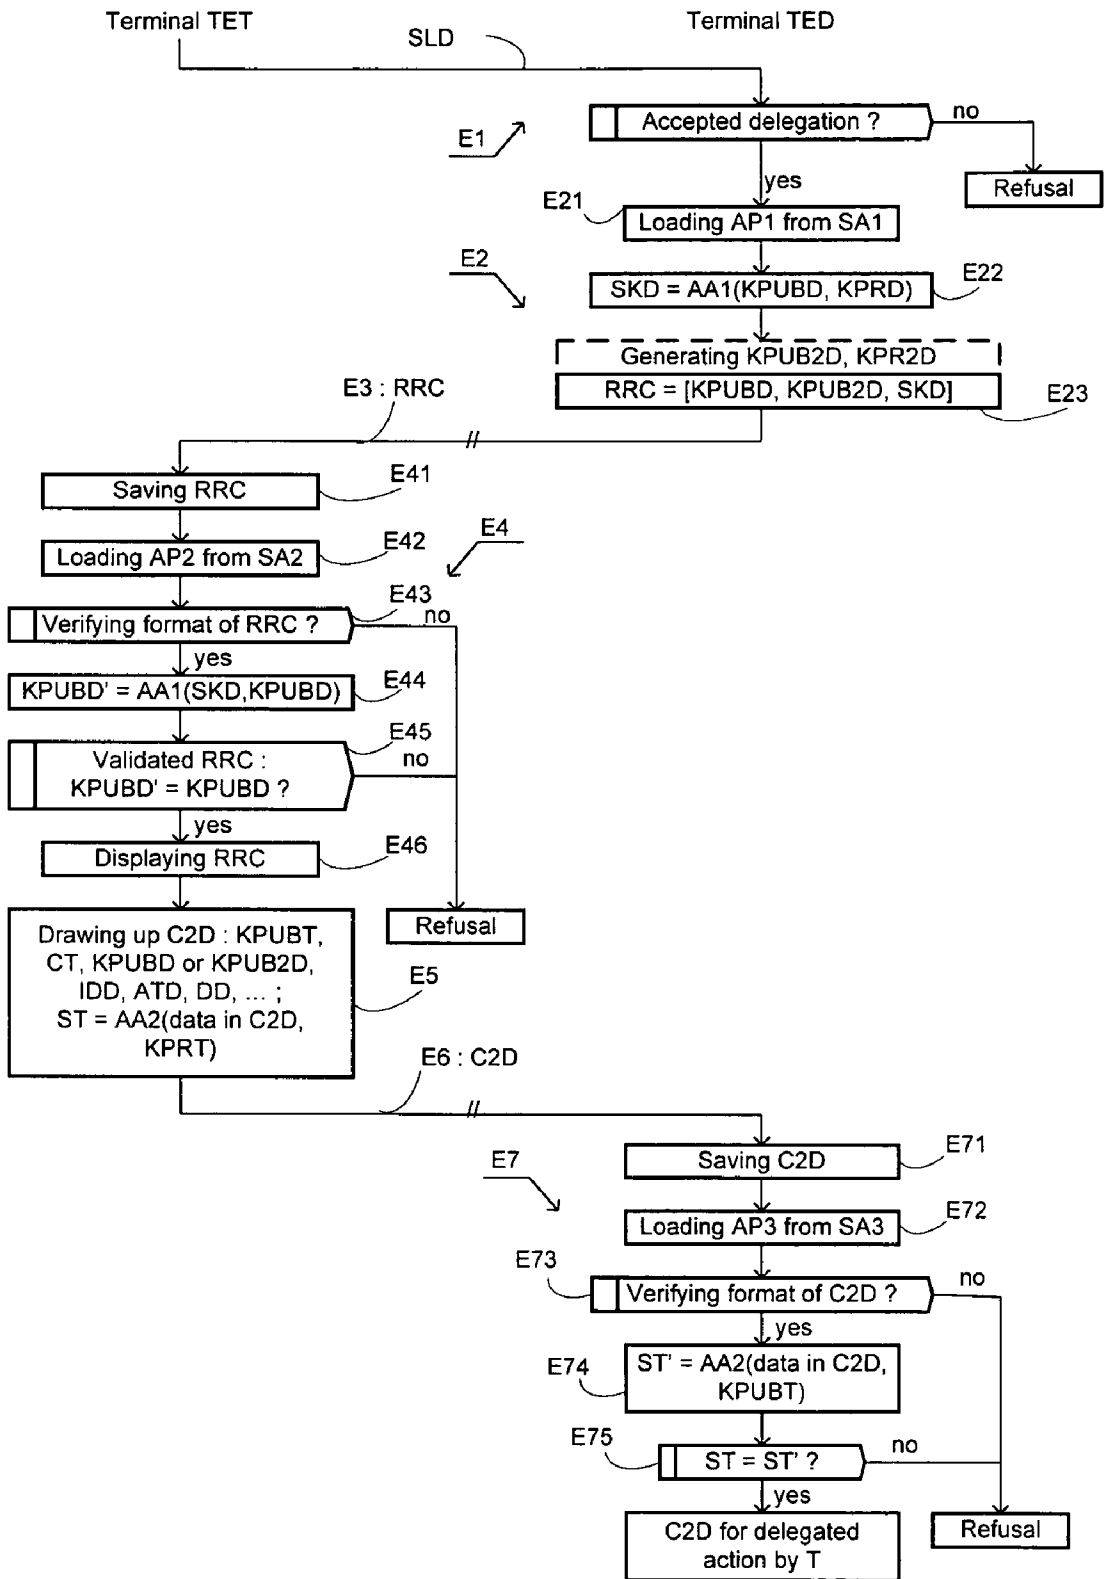 Terminal TET
Terminal TED
SLD
Accepted delegation ?
no
E1
yes
Refusal
E21
Loading AP1 from SA1
E2
E22
SKD = AA1(KPUBD, KPRD)
Generating KPUB2D, KPR2D
E3 : RRC
RRC = [KPUBD, KPUB2D, SKD]
E23
E41
Saving RRC
E4
E42
Loading AP2 from SA2
E43
Verifying format of RRC ?
no
yes
KPUBD' = AA1(SKD,KPUBD)
E44
E45
Validated RRC :
KPUBD' = KPUBD ?
no
yes
E46
Displaying RRC
Refusal
Drawing up C2D : KPUBT,
CT, KPUBD or KPUB2D,
IDD, ATD, DD, ... ;
ST = AA2(data in C2D,
KPRT)
E5
E6 : C2D
E7
E71
Saving C2D
E72
Loading AP3 from SA3
E73
Verifying format of C2D ?
no
yes
E74
ST' = AA2(data in C2D,
KPUBT)
E75
ST = ST' ?
no
yes
C2D for delegated
action by T
Refusal